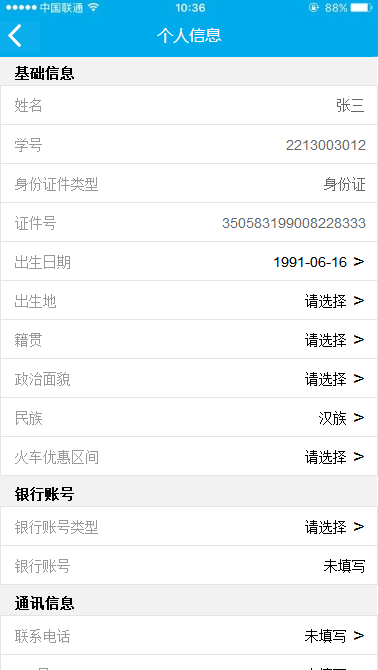 中国联通 10:36 88%
个人信息
基础信息
姓名 张三
学号 2213003012
身份证件类型 身份证
证件号 350583199008228333
出生日期 1991-06-16 >
出生地 请选择 >
籍贯 请选择 >
政治面貌 请选择 >
民族 汉族 >
火车优惠区间 请选择 >
银行账号
银行账号类型 请选择 >
银行账号 未填写
通讯信息
联系电话 未填写 >